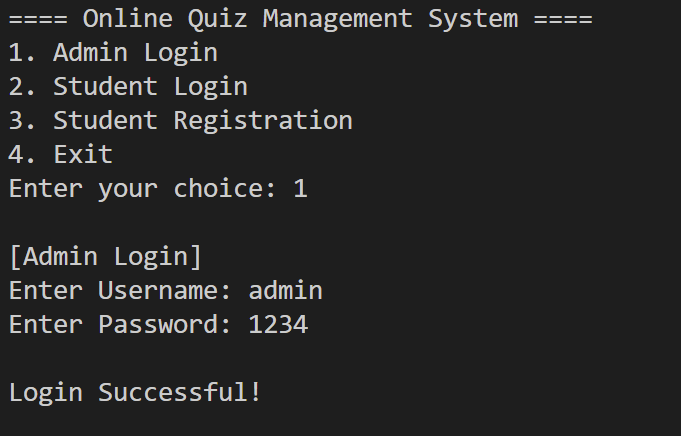 ==== Online Quiz Management System ====
1. Admin Login
2. Student Login
3. Student Registration
4. Exit
Enter your choice: 1
[Admin Login]
Enter Username: admin
Enter Password: 1234
Login Successful!